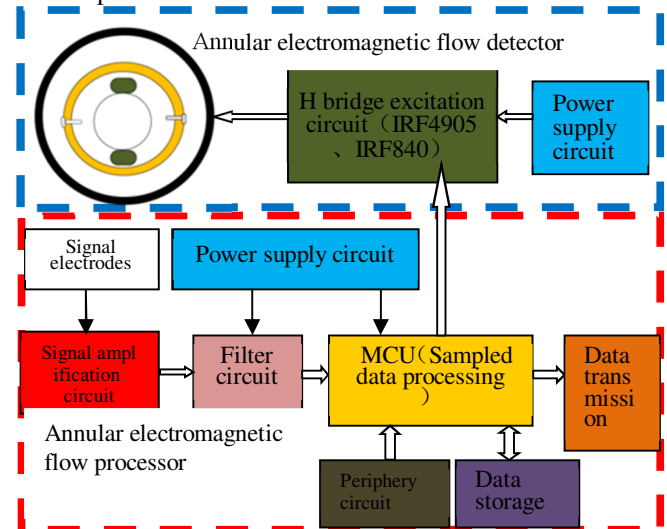 Annular electromagnetic flow detector
H bridge excitation
circuit（IRF4905
、IRF840）
Power
supply
circuit
Signal
electrodes
Power supply circuit
Signal ampl
ification
circuit
Filter
circuit
MCU（Sampled
data processing
）
Data
trans
missi
on
Annular electromagnetic
flow processor
Periphery
circuit
Data
storage